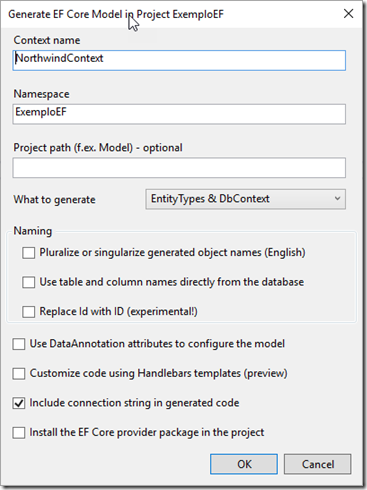 Generate EF Core Model in Project ExemploEF
Context name
NorthwindContext
Namespace
ExemploEF
Project path (f.ex. Model) - optional
What to generate
EntityTypes & DbContext
Naming
Pluralize or singularize generated object names (English)
Use table and column names directly from the database
Replace Id with ID (experimental!)
Use DataAnnotation attributes to configure the model
Customize code using Handlebars templates (preview)
Include connection string in generated code
Install the EF Core provider package in the project
OK
Cancel